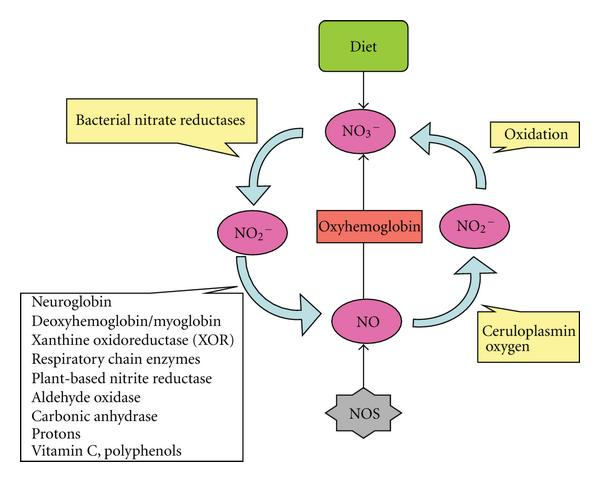 Diet
Bacterial nitrate reductases
NO₃⁻
Oxidation
NO₂⁻
Oxyhemoglobin
NO₂⁻
Neuroglobin
Deoxyhemoglobin/myoglobin
Xanthine oxidoreductase (XOR)
Respiratory chain enzymes
Plant-based nitrite reductase
Aldehyde oxidase
Carbonic anhydrase
Protons
Vitamin C, polyphenols
NO
Ceruloplasmin
oxygen
NOS